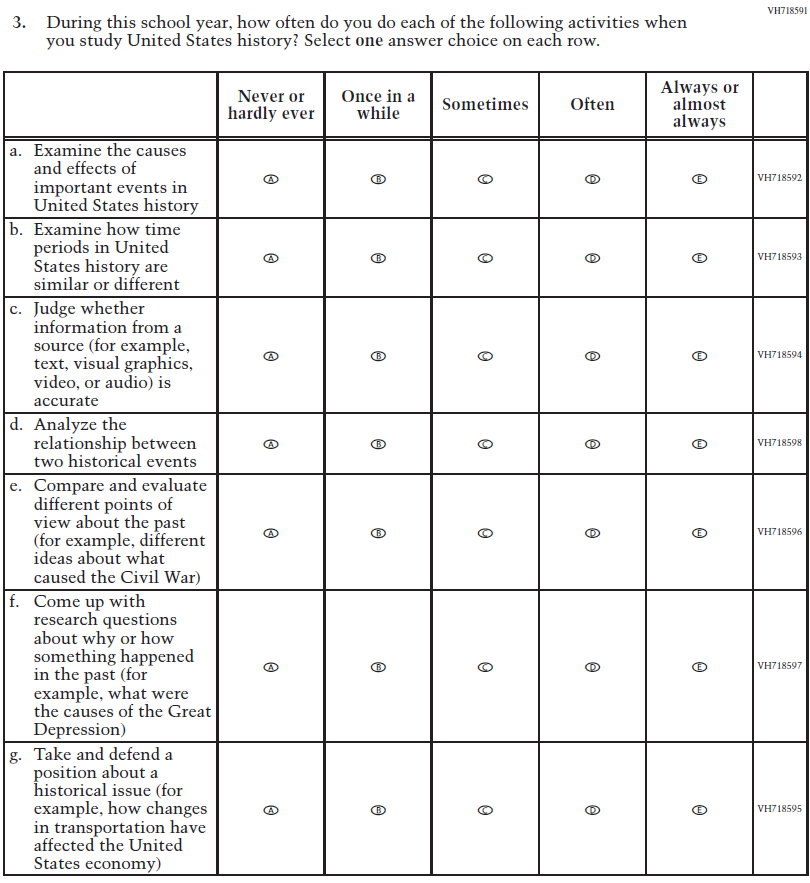 VH718591
3. During this school year, how often do you do each of the following activities when
you study United States history? Select one answer choice on each row.
Never or
hardly ever
Once in a
while
Sometimes
Often
Always or
almost
always
a. Examine the causes
and effects of
important events in
United States history
A B C D E VH718592
b. Examine how time
periods in United
States history are
similar or different
A B C D E VH718593
c. Judge whether
information from a
source (for example,
text, visual graphics,
video, or audio) is
accurate
A B C D E VH718594
d. Analyze the
relationship between
two historical events
A B C D E VH718598
e. Compare and evaluate
different points of
view about the past
(for example, different
ideas about what
caused the Civil War)
A B C D E VH718596
f. Come up with
research questions
about why or how
something happened
in the past (for
example, what were
the causes of the Great
Depression)
A B C D E VH718597
g. Take and defend a
position about a
historical issue (for
example, how changes
in transportation have
affected the United
States economy)
A B C D E VH718595